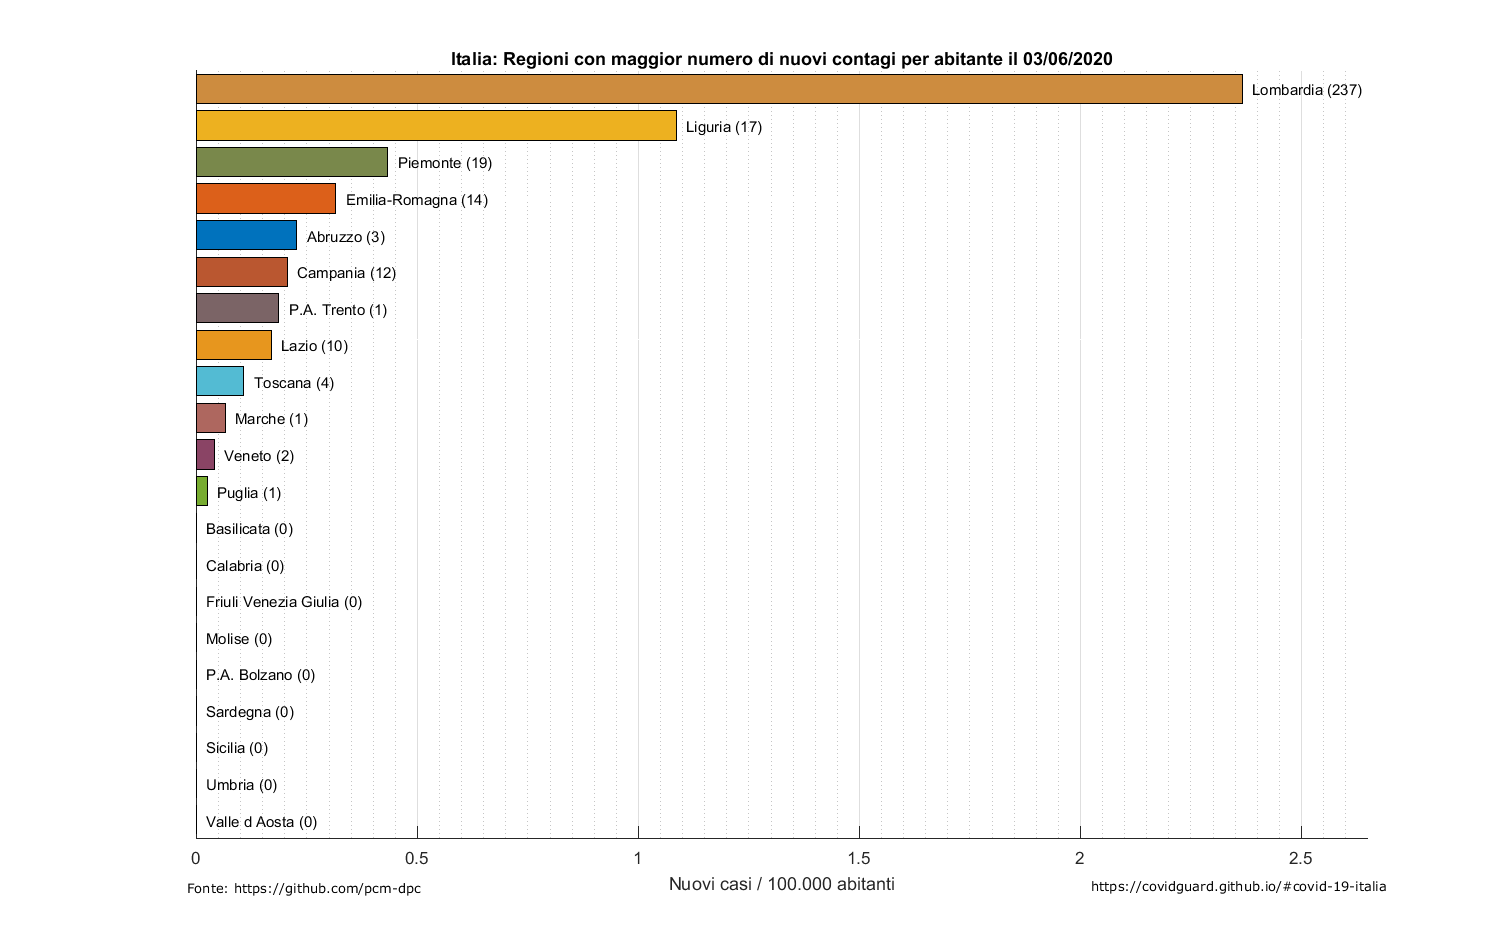 Italia: Regioni con maggior numero di nuovi contagi per abitante il 03/06/2020
Lombardia (237)
Liguria (17)
Piemonte (19)
Emilia-Romagna (14)
Abruzzo (3)
Campania (12)
P.A. Trento (1)
Lazio (10)
Toscana (4)
Marche (1)
Veneto (2)
Puglia (1)
Basilicata (0)
Calabria (0)
Friuli Venezia Giulia (0)
Molise (0)
P.A. Bolzano (0)
Sardegna (0)
Sicilia (0)
Umbria (0)
Valle d Aosta (0)
0 0.5 1 1.5 2 2.5
Nuovi casi / 100.000 abitanti
Fonte: https://github.com/pcm-dpc
https://covidguard.github.io/#covid-19-italia